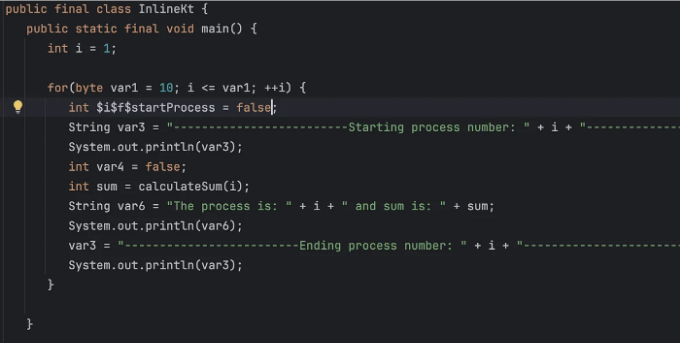 public final class InlineKt {
public static final void main() {
int i = 1;
for(byte var1 = 10; i <= var1; ++i) {
int $i$f$startProcess = false;
String var3 = "-------------------------Starting process number: " + i + "--------------
System.out.println(var3);
int var4 = false;
int sum = calculateSum(i);
String var6 = "The process is: " + i + " and sum is: " + sum;
System.out.println(var6);
var3 = "-------------------------Ending process number: " + i + "-----------------------
System.out.println(var3);
}
}